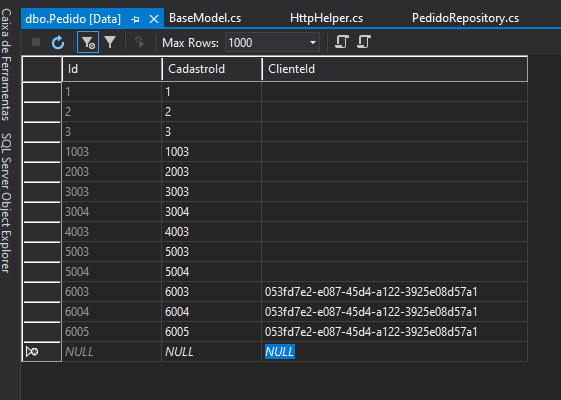 dbo.Pedido [Data] BaseModel.cs HttpHelper.cs PedidoRepository.cs
Max Rows: 1000
Caixa de Ferramentas
SQL Server Object Explorer
Id CadastroId ClienteId
1 1
2 2
3 3
1003 1003
2003 2003
3003 3003
3004 3004
4003 4003
5003 5003
5004 5004
6003 6003 053fd7e2-e087-45d4-a122-3925e08d57a1
6004 6004 053fd7e2-e087-45d4-a122-3925e08d57a1
6005 6005 053fd7e2-e087-45d4-a122-3925e08d57a1
NULL NULL NULL